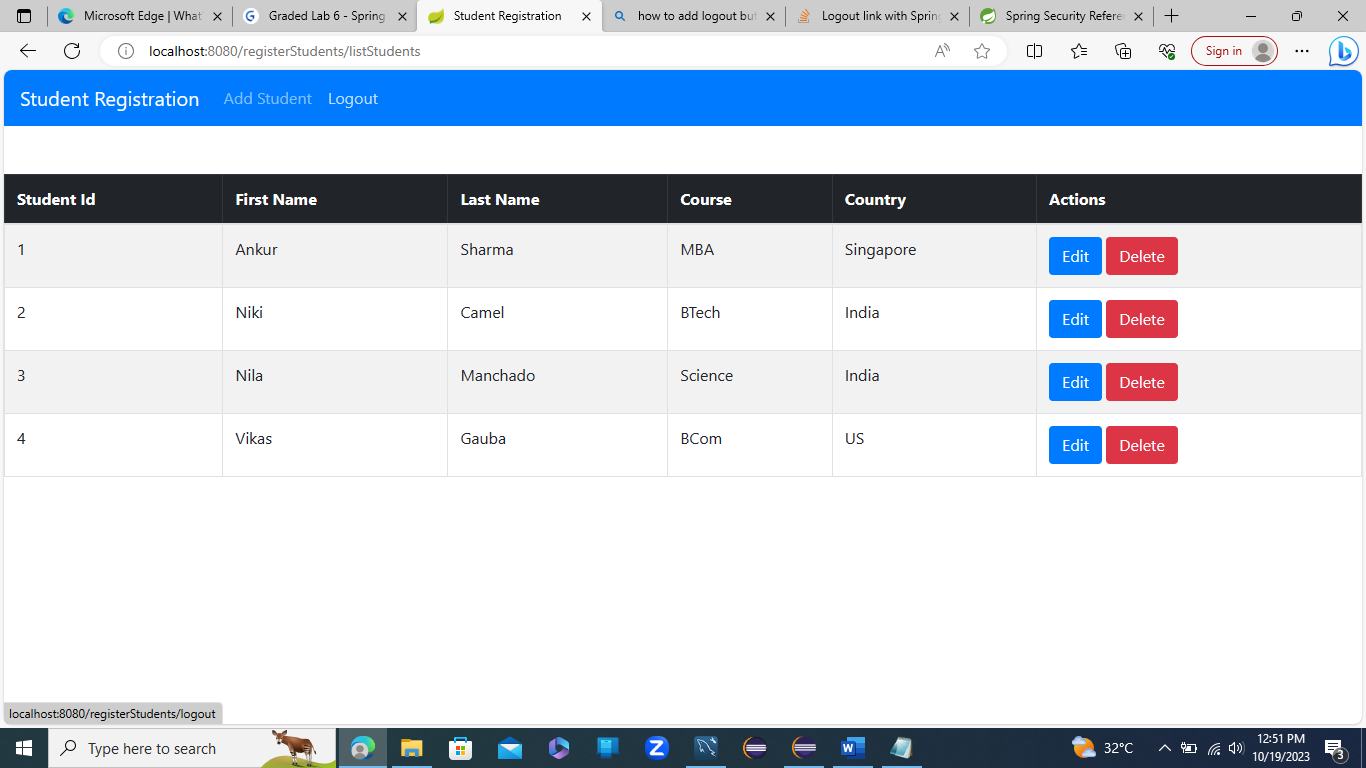 Microsoft Edge | What'
Graded Lab 6 - Spring
Student Registration
how to add logout but
Logout link with Spring
Spring Security Refere
localhost:8080/registerStudents/listStudents
Sign in
Student Registration Add Student Logout
Student Id First Name Last Name Course Country Actions
1 Ankur Sharma MBA Singapore Edit Delete
2 Niki Camel BTech India Edit Delete
3 Nila Manchado Science India Edit Delete
4 Vikas Gauba BCom US Edit Delete
localhost:8080/registerStudents/logout
Type here to search
32°C
12:51 PM
10/19/2023
3